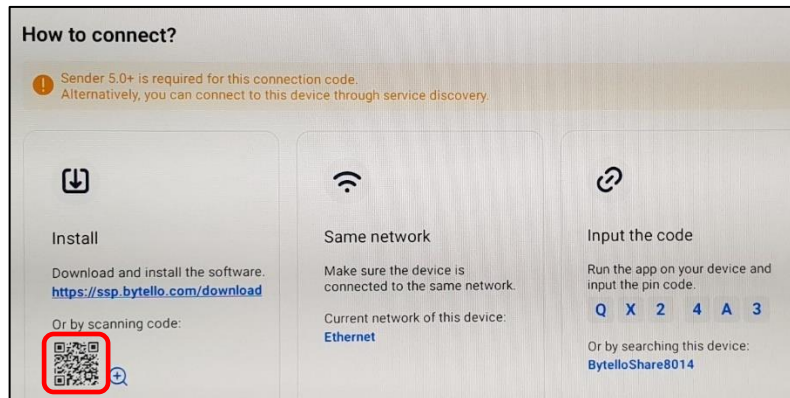 How to connect?
Sender 5.0+ is required for this connection code.
Alternatively, you can connect to this device through service discovery.
Install
Download and install the software.
https://ssp.bytello.com/download
Or by scanning code:
Same network
Make sure the device is
connected to the same network.
Current network of this device:
Ethernet
Input the code
Run the app on your device and
input the pin code.
Q X 2 4 A 3
Or by searching this device:
BytelloShare8014